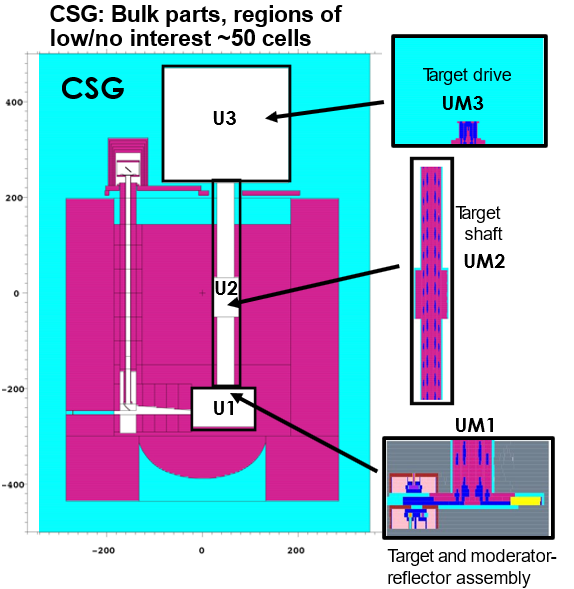 CSG: Bulk parts, regions of
low/no interest ~50 cells
CSG
U3
U2
U1
400
200
0
−200
−400
−200
0
200
Target drive
UM3
Target
shaft
UM2
UM1
Target and moderator-
reflector assembly